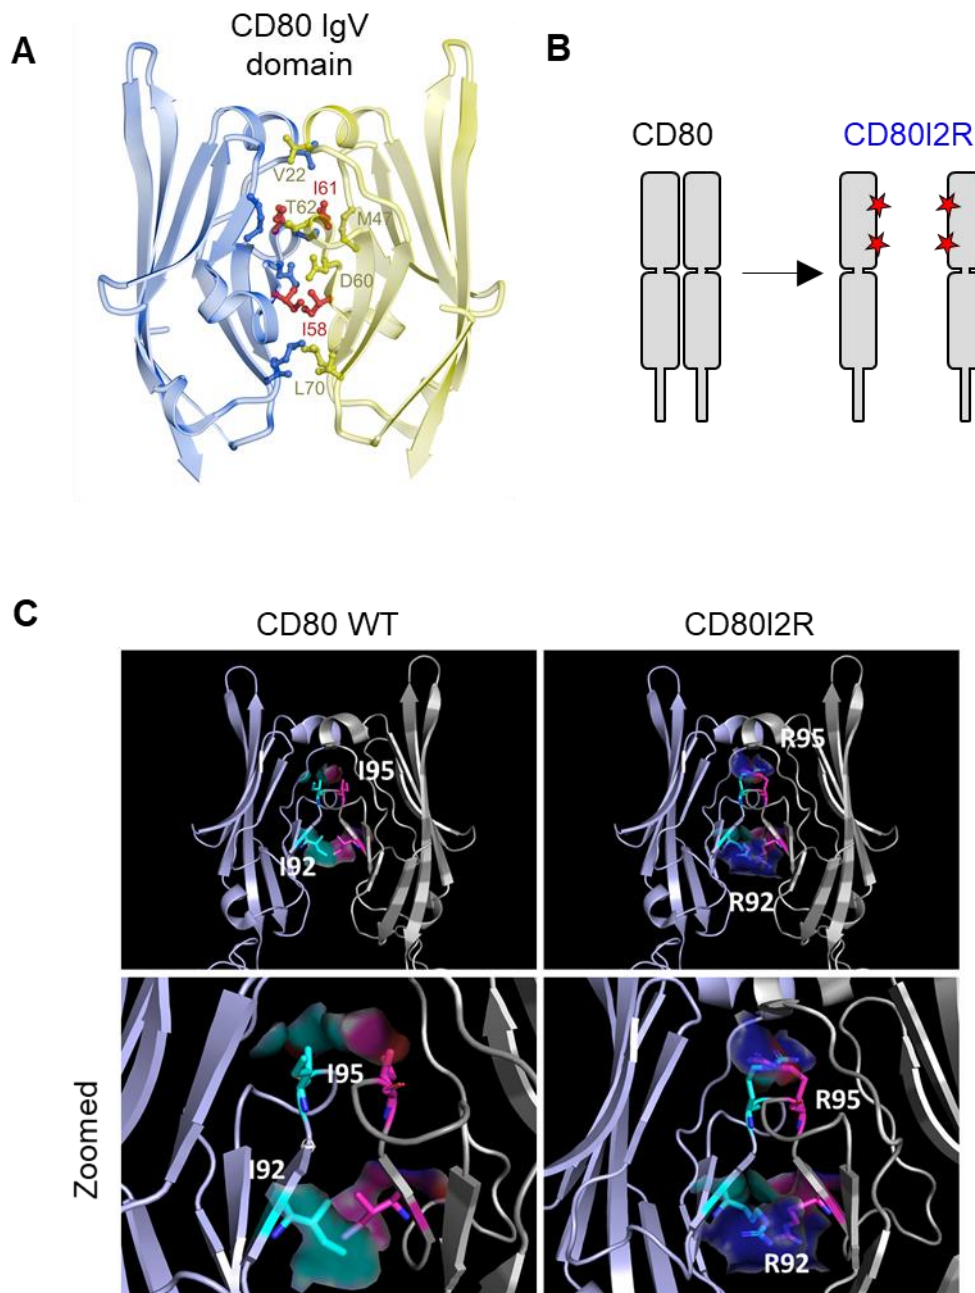 A
CD80 IgV
domain
V22
I61
T62
M47
D60
I58
L70
B
CD80
CD80I2R
C
CD80 WT
CD80I2R
I95
I92
R95
R92
Zoomed
I95
I92
R95
R92